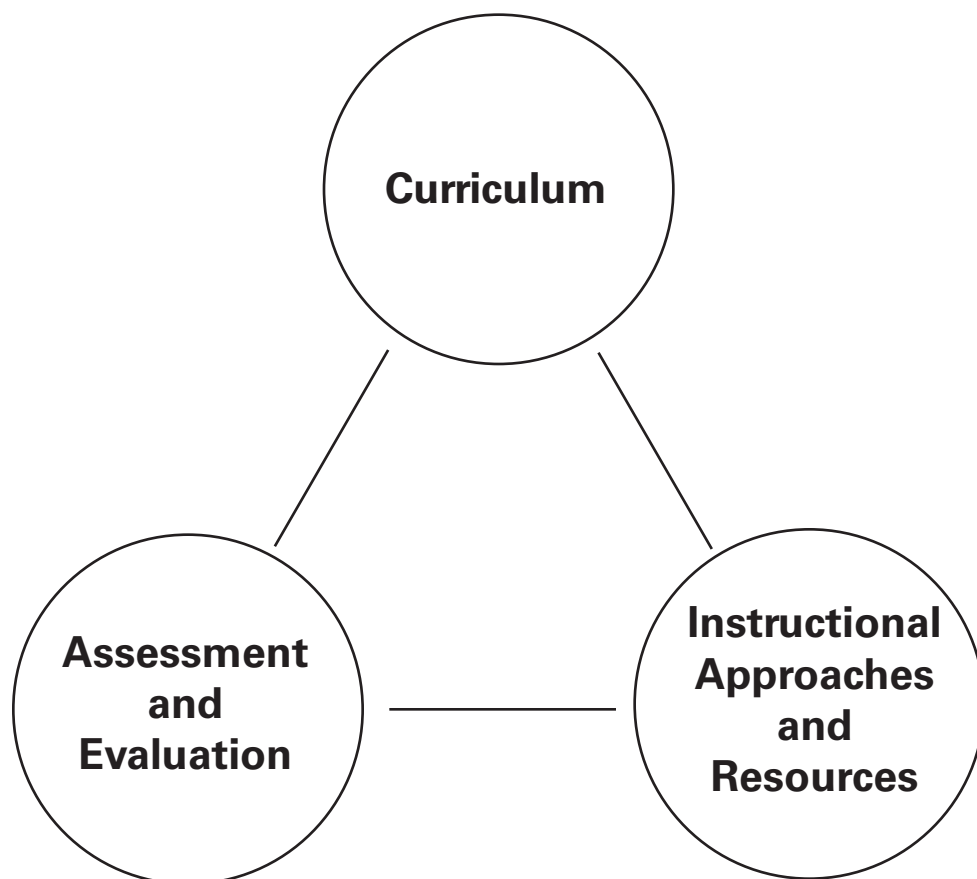 Curriculum
Assessment
and
Evaluation
Instructional
Approaches
and
Resources